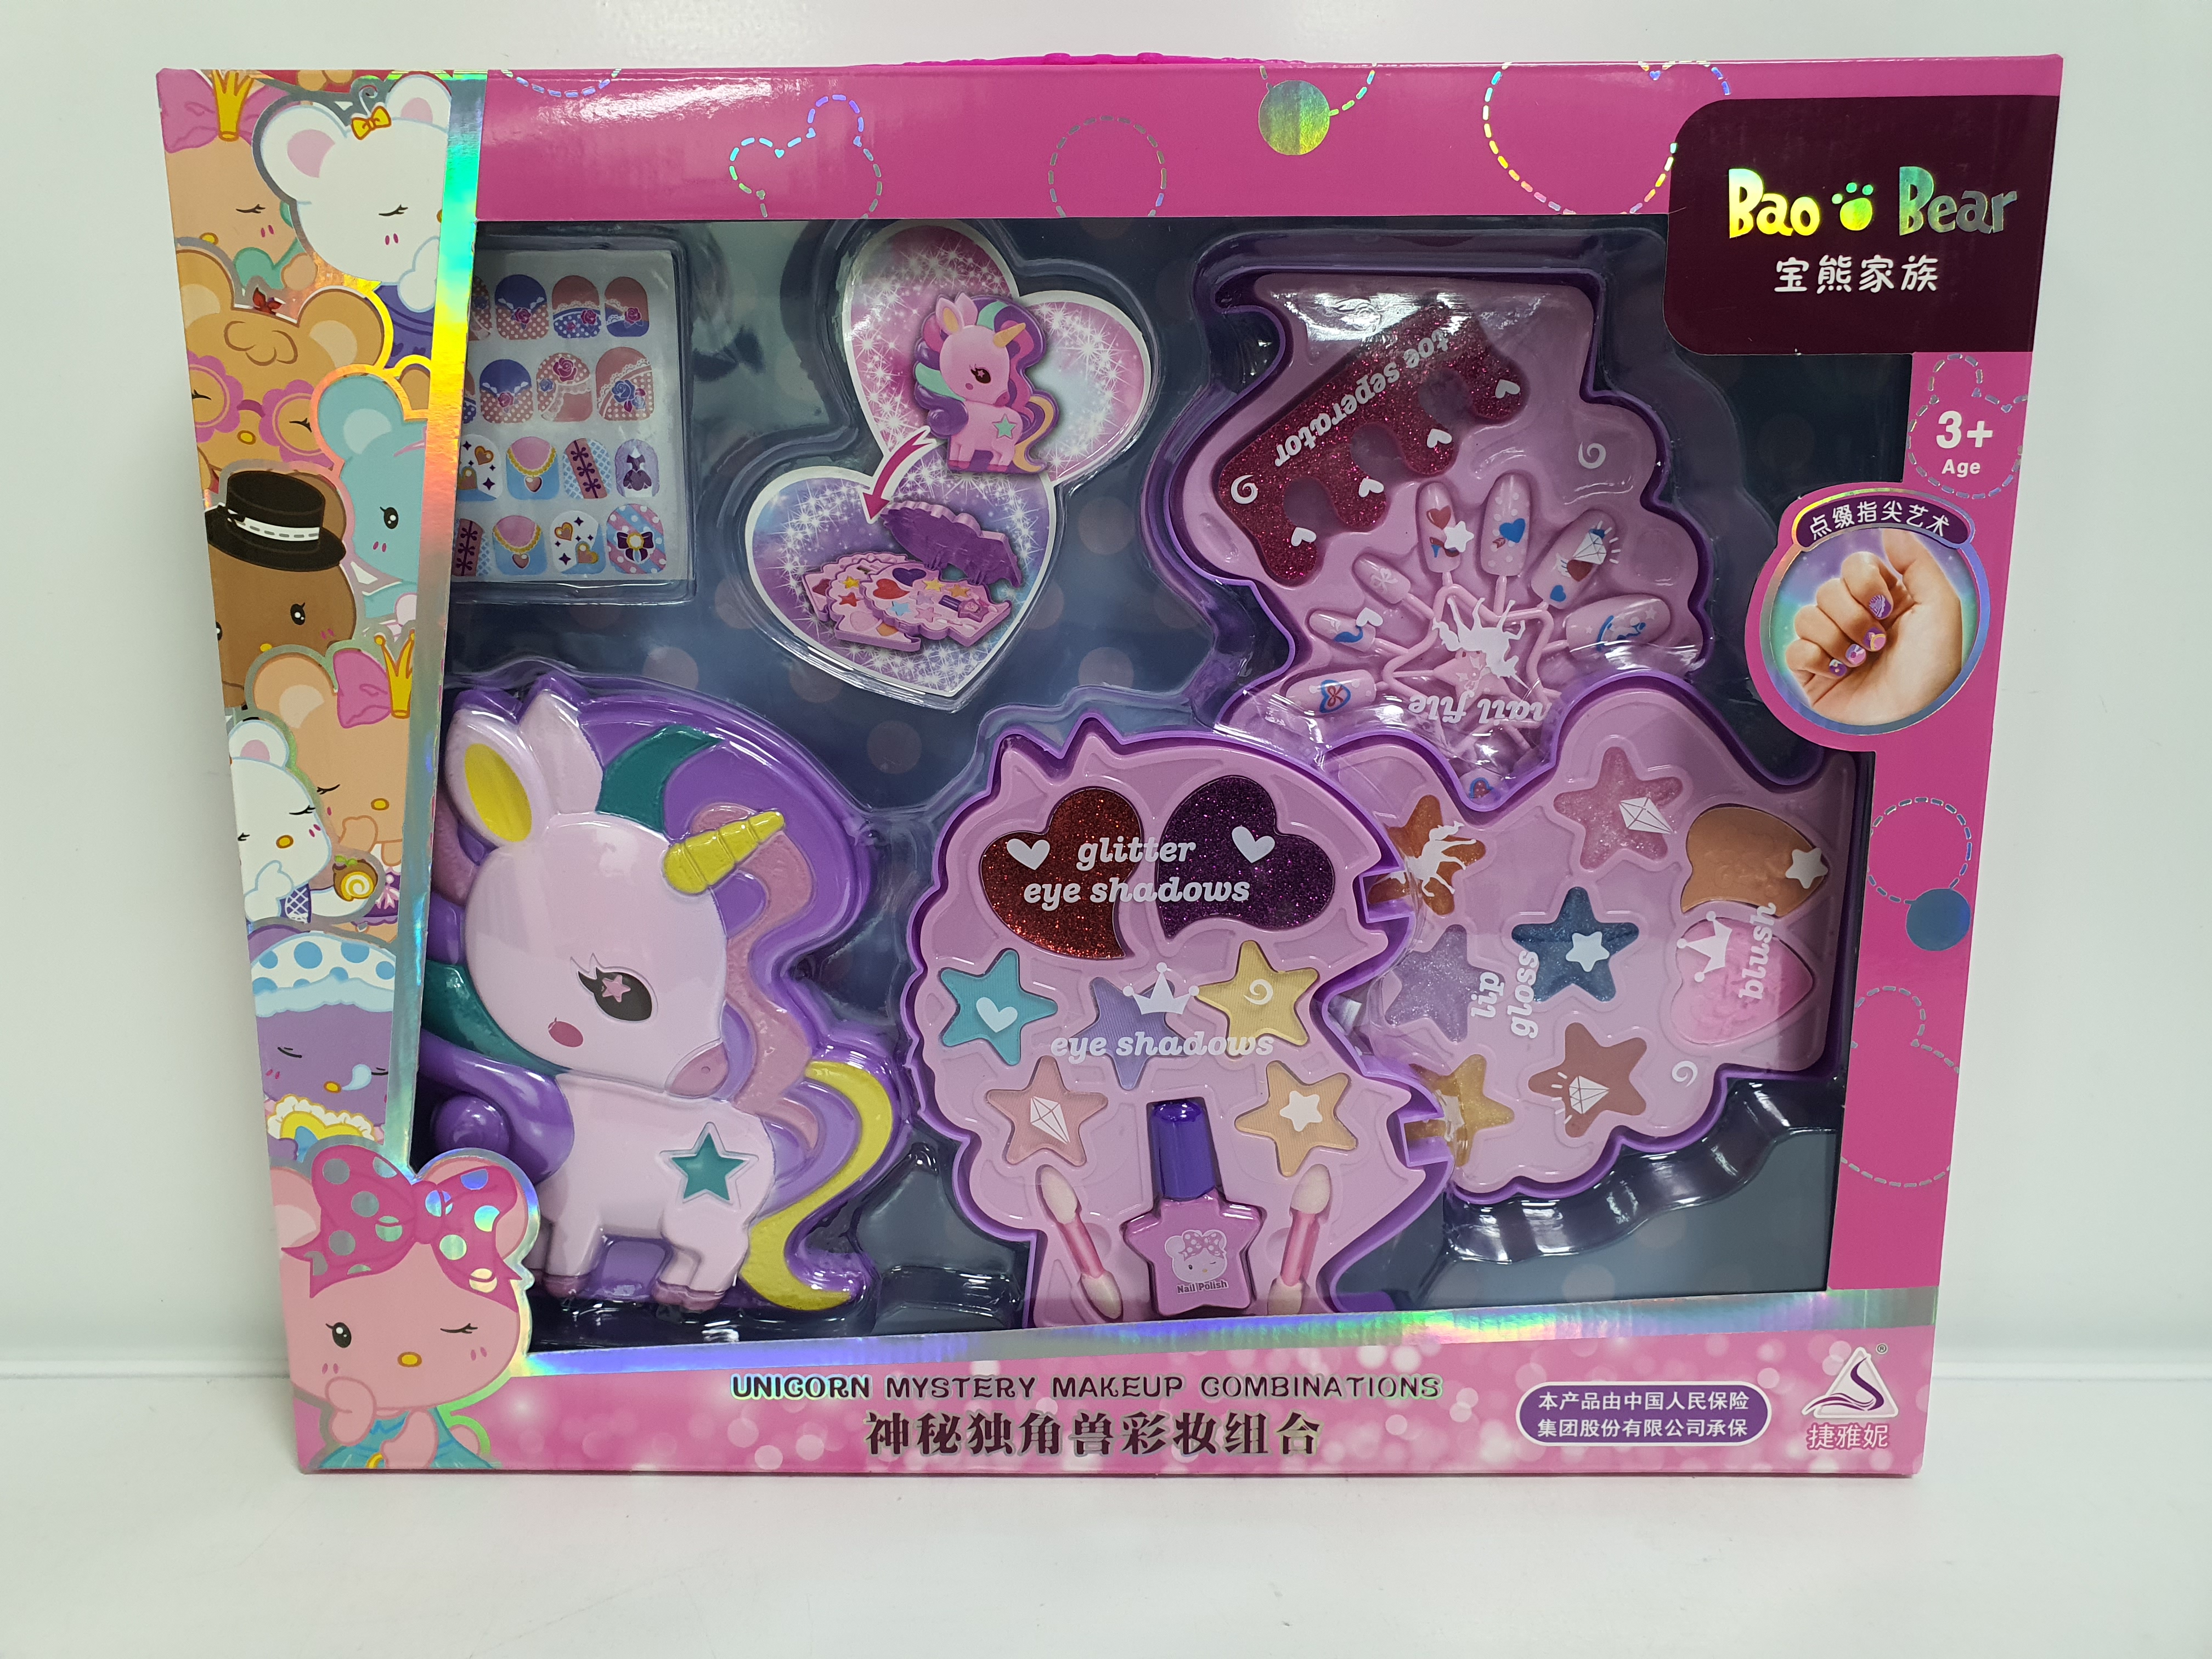 Bao Bear
宝熊家族
3+
Age
点缀指尖艺术
toe seperator
nail file
glitter
eye shadows
eye shadows
lip
gloss
blush
Nail Polish
UNICORN MYSTERY MAKEUP COMBINATIONS
神秘独角兽彩妆组合
本产品由中国人民保险
集团股份有限公司承保
®
捷雅妮